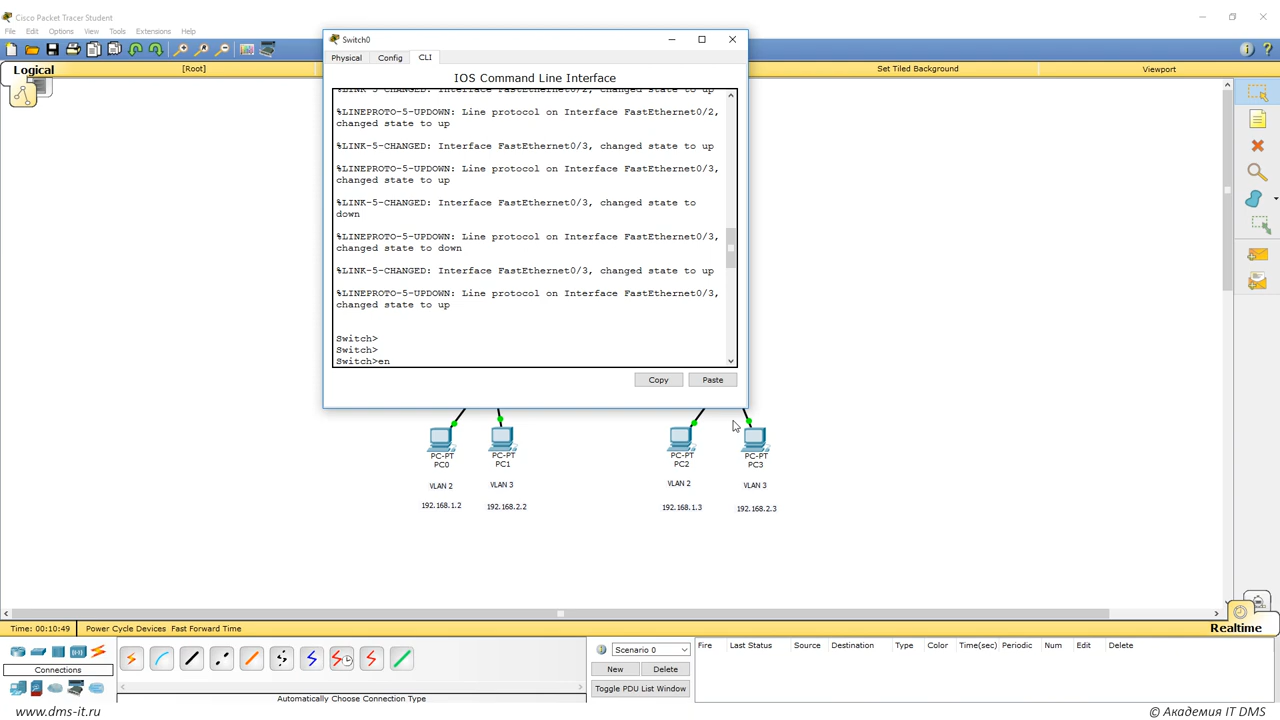 Cisco Packet Tracer Student
File Edit Options View Tools Extensions Help
Logical
[Root]
Set Tiled Background
Viewport
Switch0
Physical Config CLI
IOS Command Line Interface
%LINK-5-CHANGED: Interface FastEthernet0/2, changed state to up
%LINEPROTO-5-UPDOWN: Line protocol on Interface FastEthernet0/2,
changed state to up
%LINK-5-CHANGED: Interface FastEthernet0/3, changed state to up
%LINEPROTO-5-UPDOWN: Line protocol on Interface FastEthernet0/3,
changed state to up
%LINK-5-CHANGED: Interface FastEthernet0/3, changed state to
down
%LINEPROTO-5-UPDOWN: Line protocol on Interface FastEthernet0/3,
changed state to down
%LINK-5-CHANGED: Interface FastEthernet0/3, changed state to up
%LINEPROTO-5-UPDOWN: Line protocol on Interface FastEthernet0/3,
changed state to up
Switch>
Switch>
Switch>en
Copy Paste
PC-PT PC-PT PC-PT PC-PT
PC0 PC1 PC2 PC3
VLAN 2 VLAN 3 VLAN 2 VLAN 3
192.168.1.2 192.168.2.2 192.168.1.3 192.168.2.3
Time: 00:10:49 Power Cycle Devices Fast Forward Time
Realtime
Connections
Automatically Choose Connection Type
Scenario 0
New Delete
Toggle PDU List Window
Fire Last Status Source Destination Type Color Time(sec) Periodic Num Edit Delete
www.dms-it.ru
© Академия IT DMS